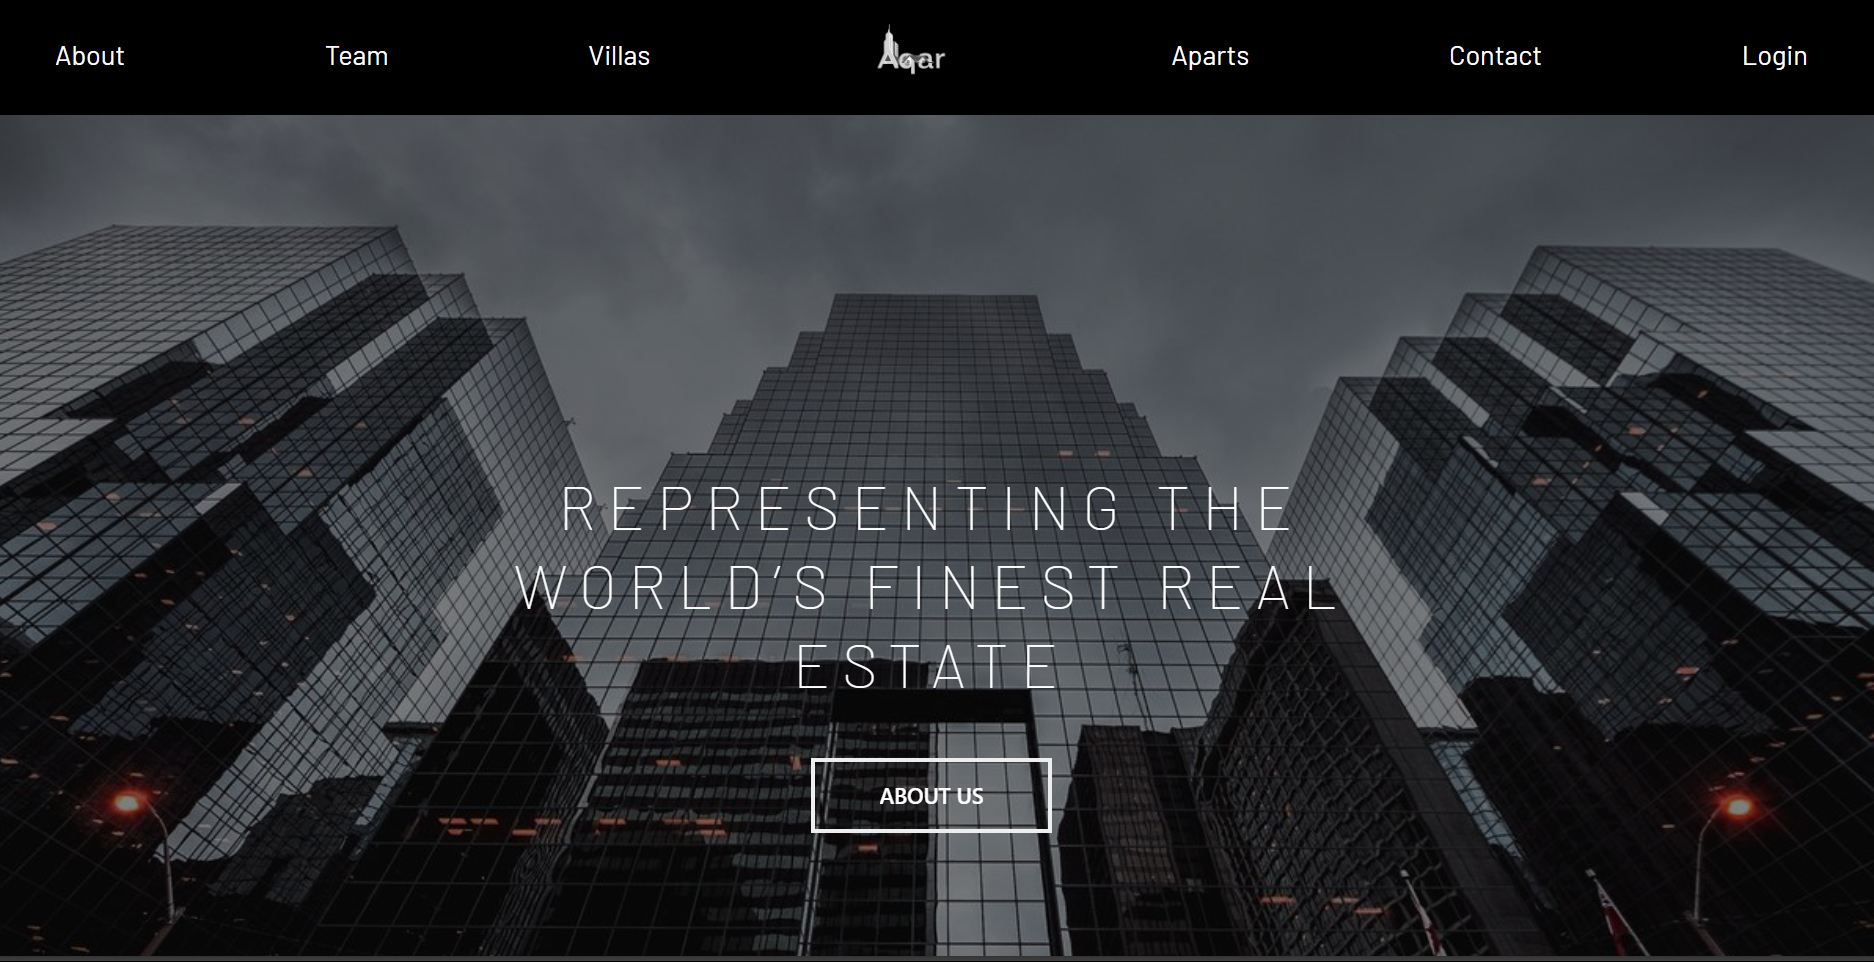 About
Team
Villas
Aqar
Aparts
Contact
Login
REPRESENTING THE
WORLD'S FINEST REAL
ESTATE
ABOUT US